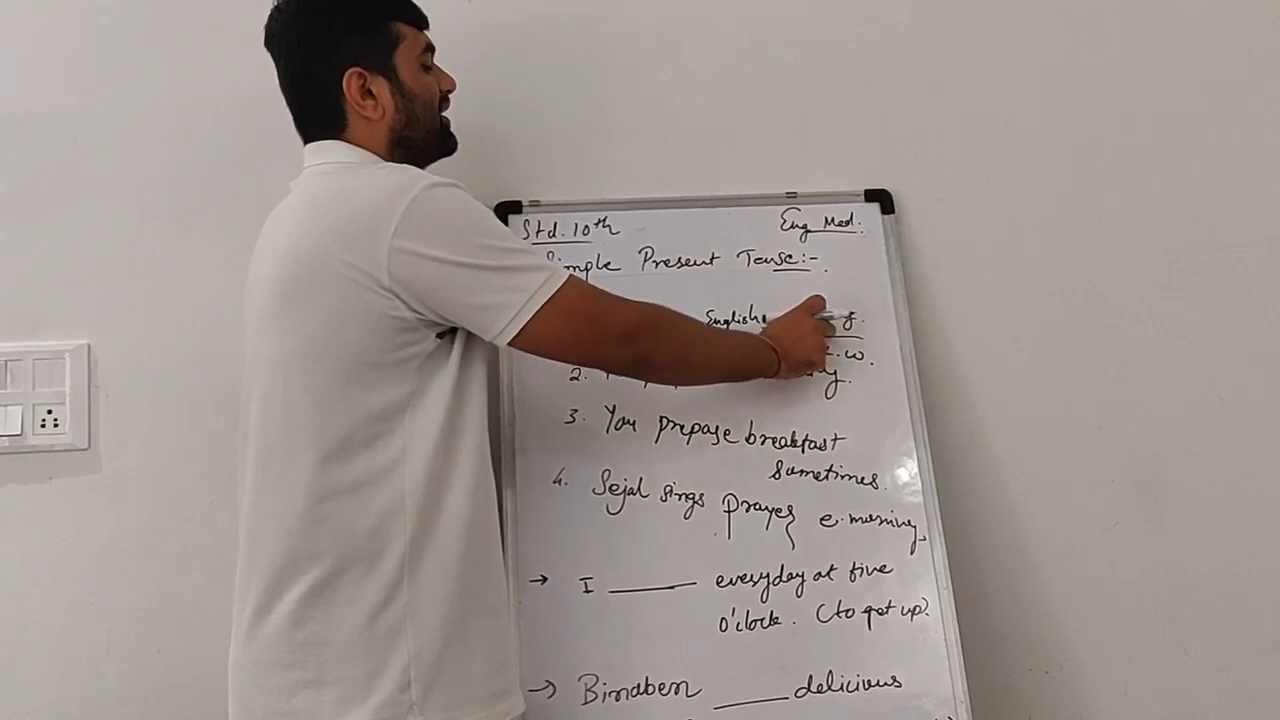 Std. 10th
Eng Med.
Simple Present Tense:-
English
2.
3. You prepare breakfast
sometimes.
4. Sejal sings prayer e. morning.
→ I ______ everyday at five
o'clock. (to get up)
→ Binaben ______ delicious